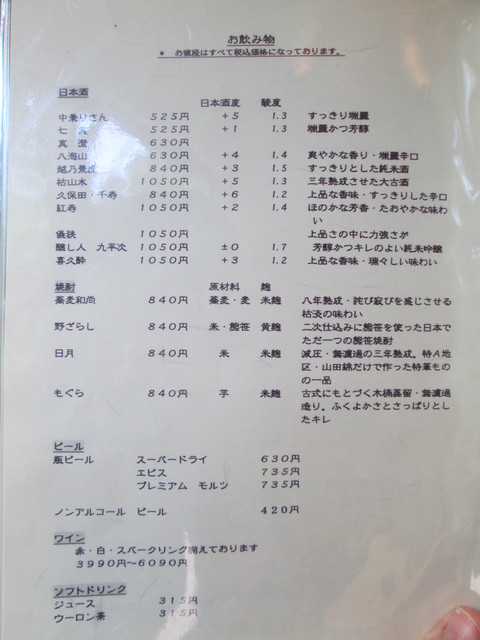 お飲み物
* お値段はすべて税込価格になっております。
日本酒
日本酒度 酸度
中乗りさん 525円 +5 1.3 すっきり端麗
七 525円 +1 1.3 端麗かつ芳醇
真澄 630円
八海山 630円 +4 1.4 爽やかな香り・端麗辛口
越乃景虎 840円 +3 1.5 すっきりとした純米酒
枯山水 1050円 +5 1.3 三年熟成させた大古酒
久保田・千寿 840円 +6 1.2 上品な香味・すっきりした辛口
紅寿 1050円 +2 1.4 ほのかな芳香・たおやかな味わ
い
儀狭 1050円 上品さの中に力強さが
醸し人 九平次 1050円 ±0 1.7 芳醇かつキレのよい純米吟醸
喜久酔 1050円 +3 1.2 上品な香味・瑞々しい味わい
焼酎 原材料 麹
蕎麦和尚 840円 蕎麦・麦 米麹 八年熟成・詫び寂びを感じさせる
枯淡の味わい
野ざらし 840円 米・熊笹 黄麹 二次仕込みに熊笹を使った日本で
ただ一つの熊笹焼酎
日月 840円 米 米麹 減圧・無濾過の三年熟成。特A地
区・山田錦だけで作った特筆もの
の一品
もぐら 840円 芋 米麹 古式にもとづく木桶蒸留・無濾過
造り。ふくよかさとさっぱりとし
たキレ
ビール
瓶ビール スーパードライ 630円
エビス 735円
プレミアム モルツ 735円
ノンアルコール ビール 420円
ワイン
赤・白・スパークリング揃えております
3990円～6090円
ソフトドリンク
ジュース 315円
ウーロン茶 315円